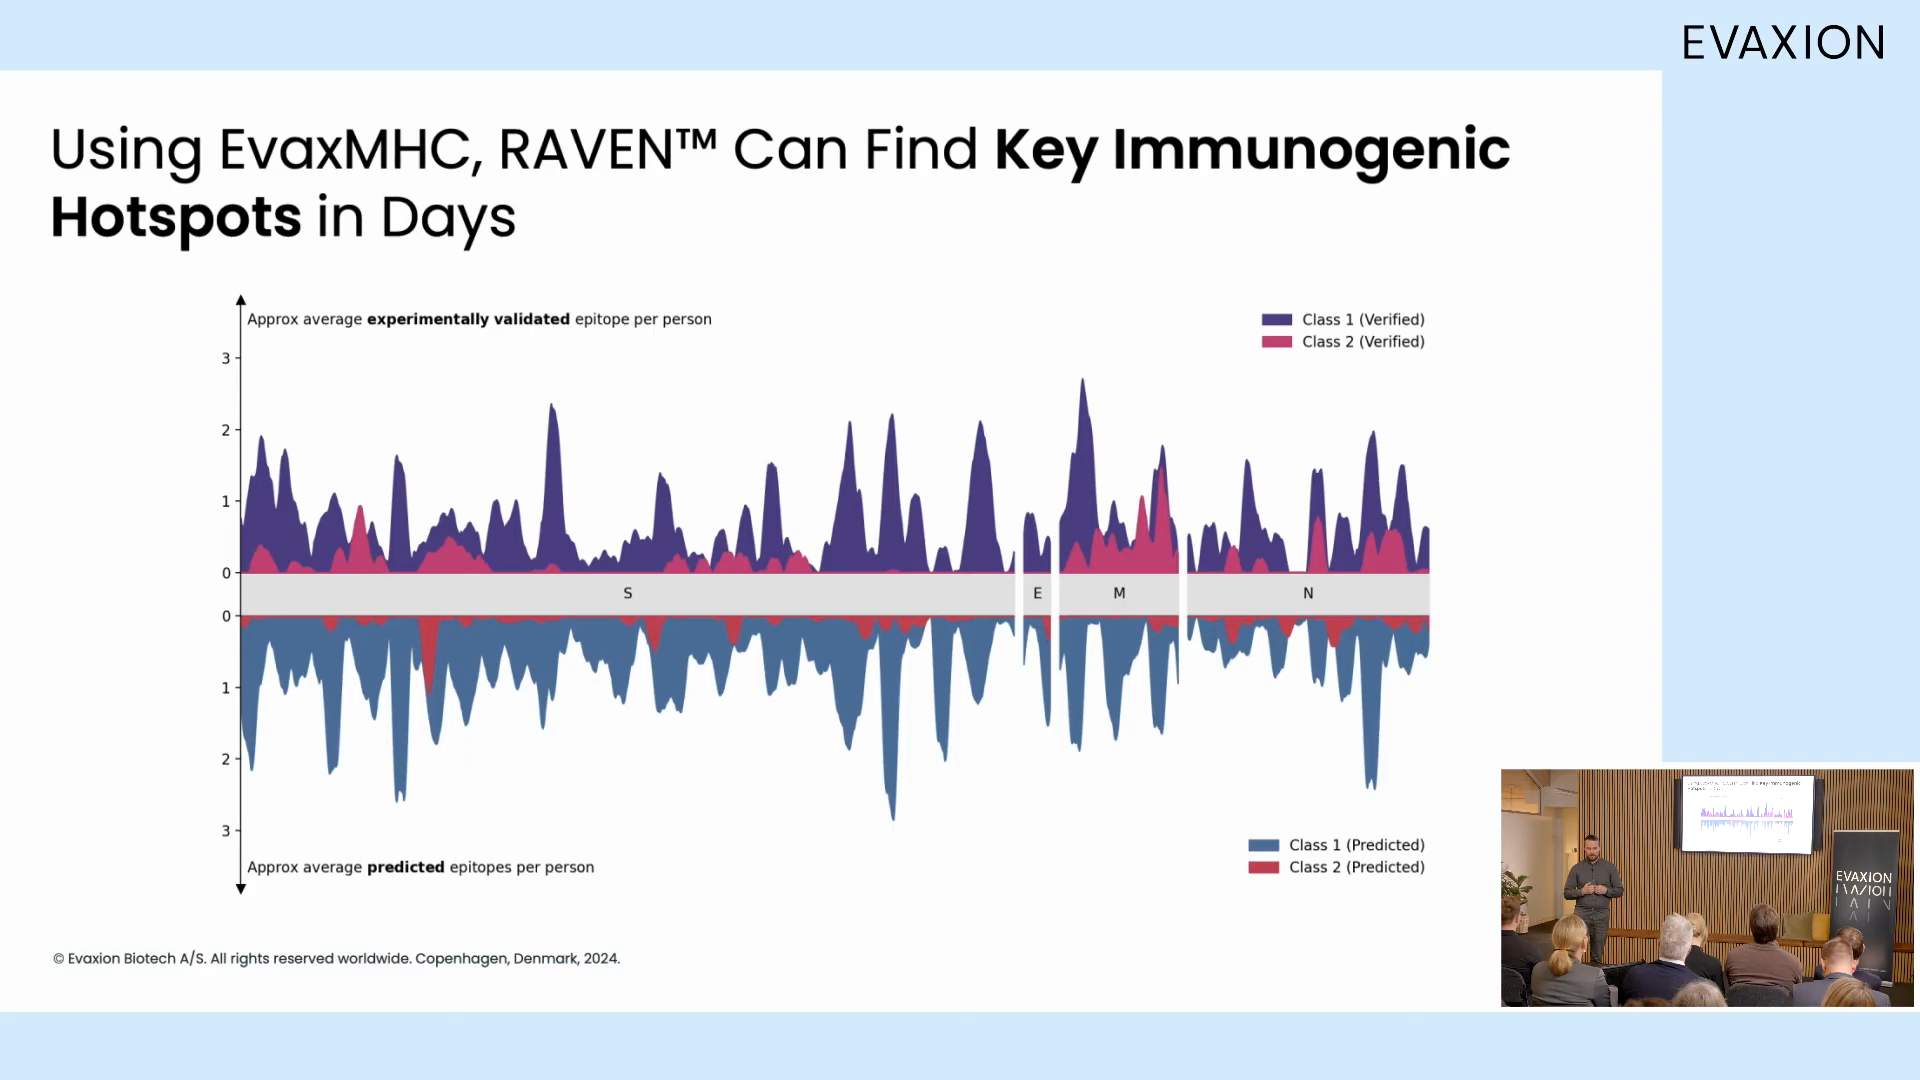 EVAXION
Using EvaxMHC, RAVEN™ Can Find Key Immunogenic
Hotspots in Days
Approx average experimentally validated epitope per person
Class 1 (Verified)
Class 2 (Verified)
3
2
1
0
S
E
M
N
0
1
2
3
Class 1 (Predicted)
Class 2 (Predicted)
Approx average predicted epitopes per person
© Evaxion Biotech A/S. All rights reserved worldwide. Copenhagen, Denmark, 2024.
EVAXION